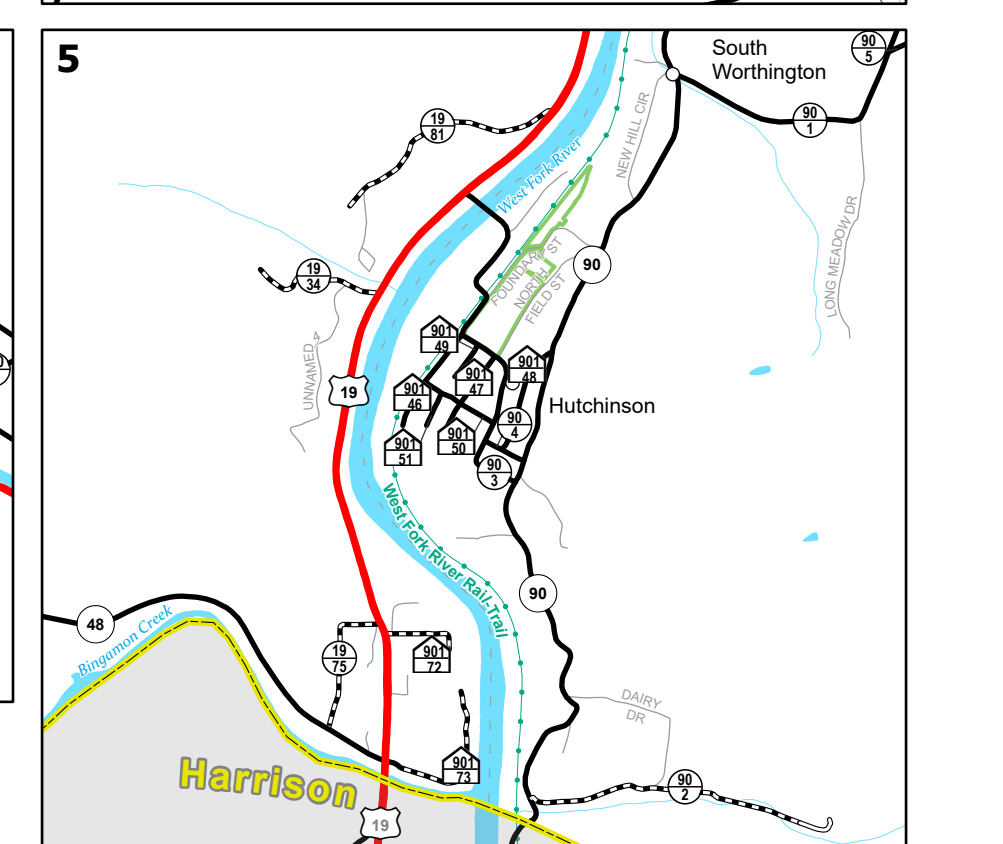 5
South
Worthington
90
5
90
1
19
81
NEW HILL CIR
West Fork River
LONG MEADOW DR
90
19
34
FOUNDARY ST
NORTH
FIELD ST
901
49
901
48
UNNAMED 4
901
47
19
901
46
Hutchinson
90
4
901
50
901
51
90
3
West Fork River Rail-Trail
90
48
Bingamon Creek
19
75
901
72
DAIRY
DR
901
73
Harrison
90
2
19